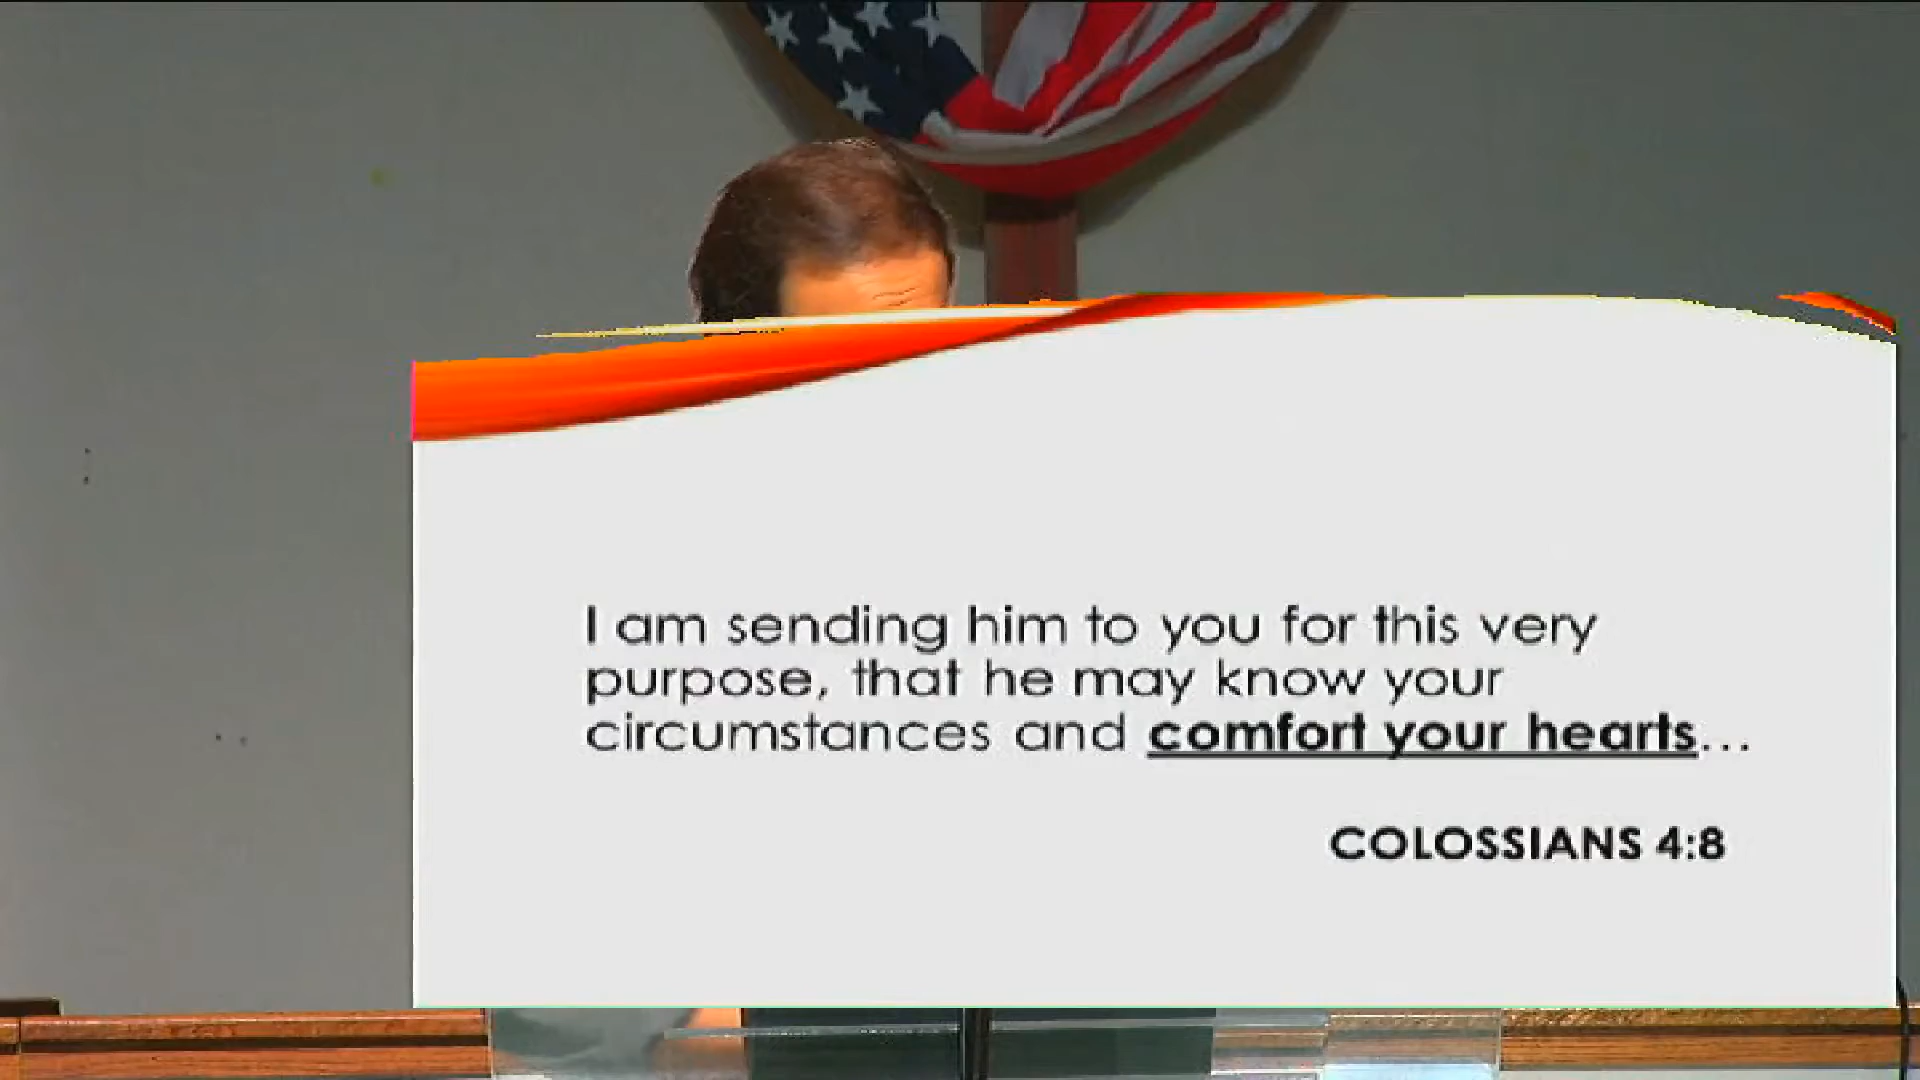 I am sending him to you for this very
purpose, that he may know your
circumstances and comfort your hearts...
COLOSSIANS 4:8